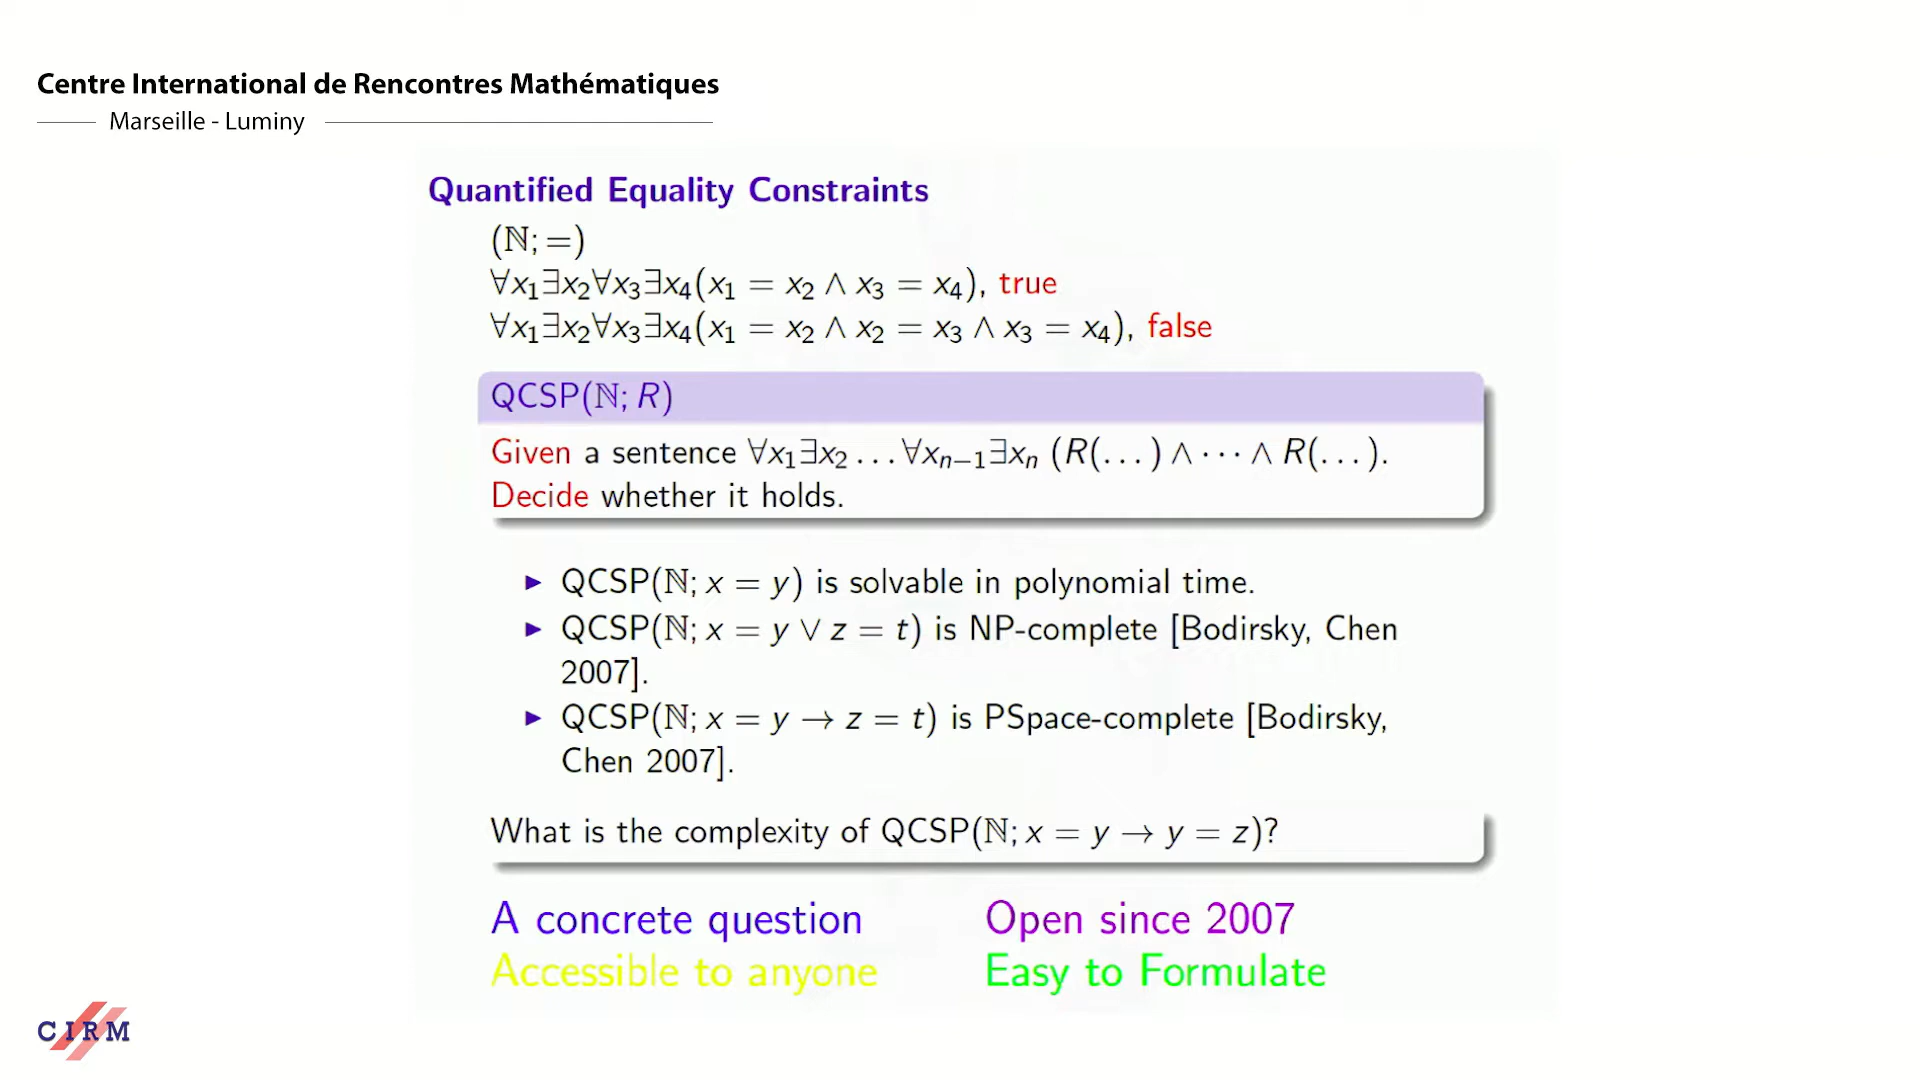 Centre International de Rencontres Mathématiques
Marseille - Luminy
Quantified Equality Constraints
(ℕ; =)
∀x₁∃x₂∀x₃∃x₄(x₁ = x₂ ∧ x₃ = x₄), true
∀x₁∃x₂∀x₃∃x₄(x₁ = x₂ ∧ x₂ = x₃ ∧ x₃ = x₄), false
QCSP(ℕ; R)
Given a sentence ∀x₁∃x₂ … ∀xₙ₋₁∃xₙ (R(…) ∧ ⋯ ∧ R(…).
Decide whether it holds.
▶ QCSP(ℕ; x = y) is solvable in polynomial time.
▶ QCSP(ℕ; x = y ∨ z = t) is NP-complete [Bodirsky, Chen
2007].
▶ QCSP(ℕ; x = y → z = t) is PSpace-complete [Bodirsky,
Chen 2007].
What is the complexity of QCSP(ℕ; x = y → y = z)?
A concrete question Open since 2007
Accessible to anyone Easy to Formulate
CIRM